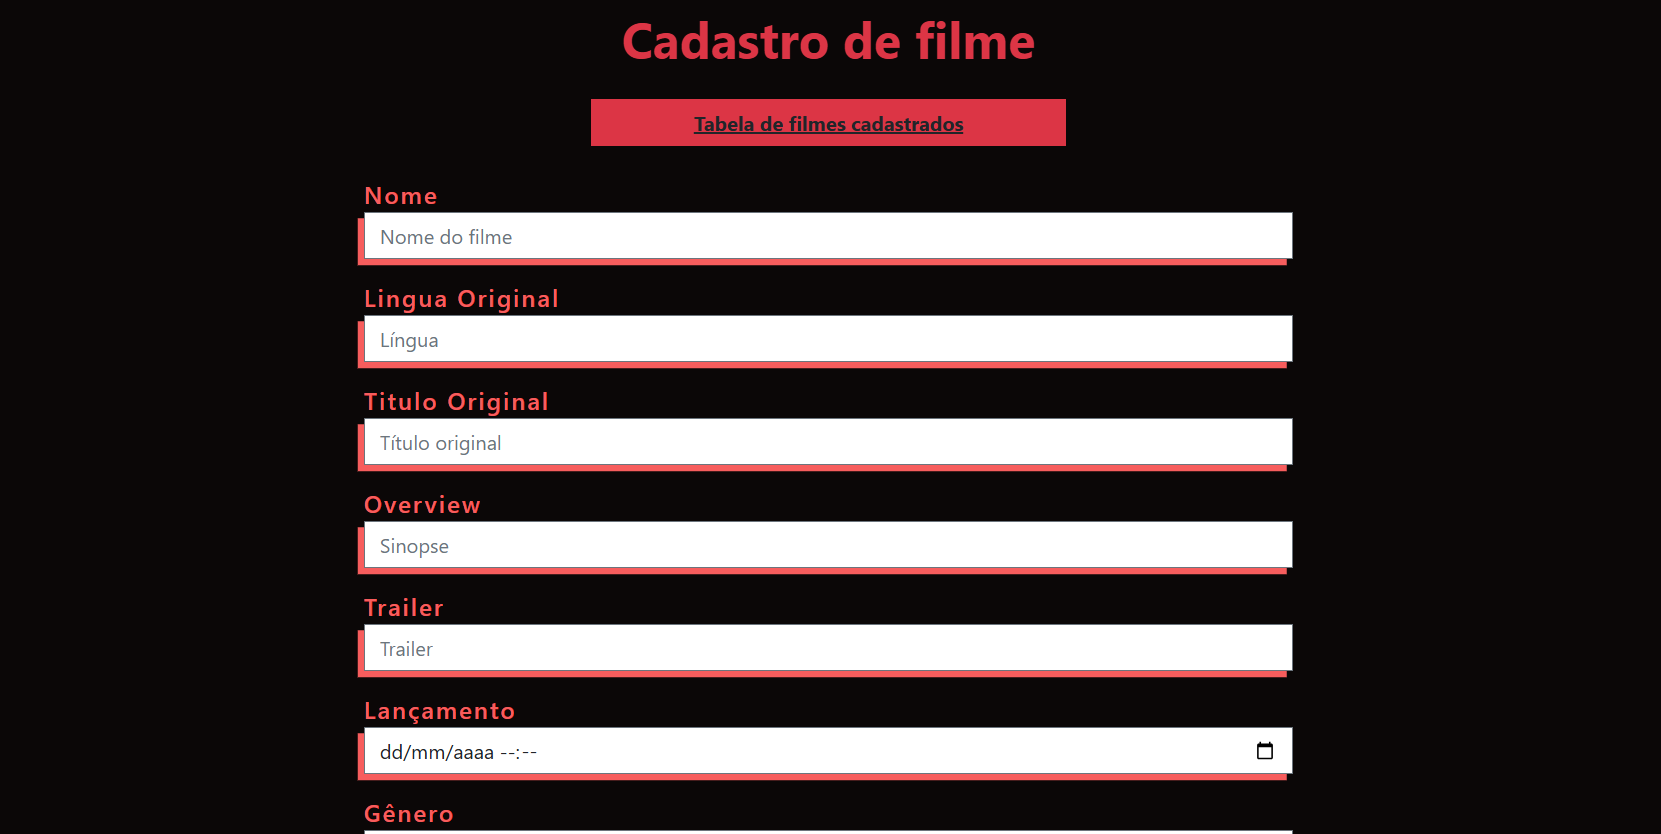 Cadastro de filme
Tabela de filmes cadastrados
Nome
Nome do filme
Lingua Original
Língua
Titulo Original
Título original
Overview
Sinopse
Trailer
Trailer
Lançamento
dd/mm/aaaa --:--
Gênero